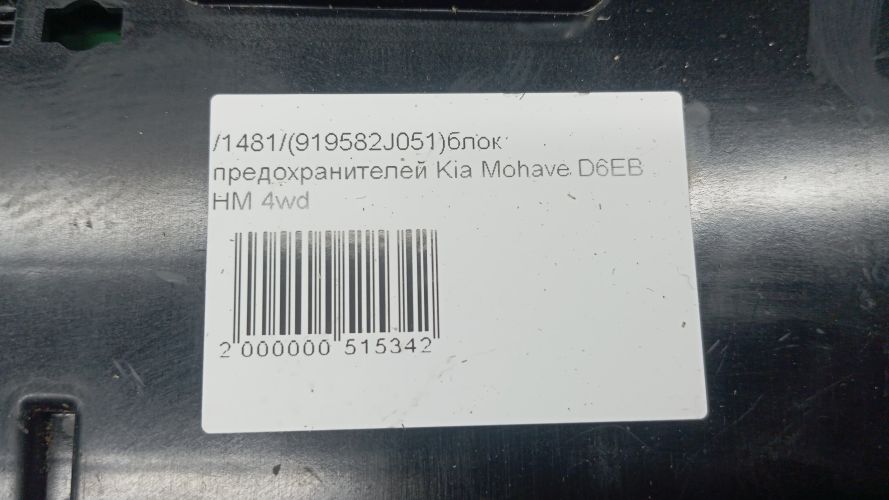 /1481/(919582J051)блок
предохранителей Kia Mohave D6EB
HM 4wd
2 000000 515342